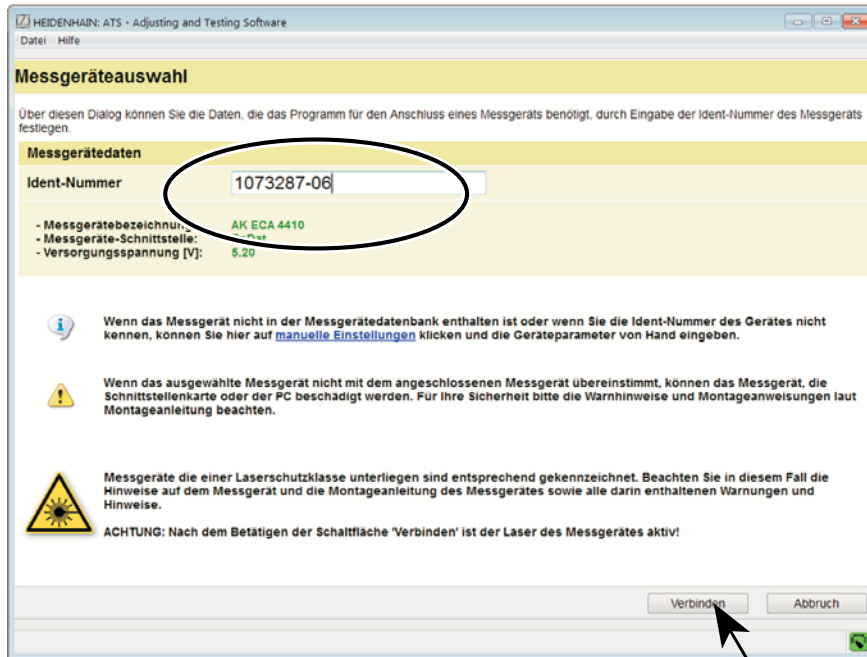 HEIDENHAIN: ATS - Adjusting and Testing Software
Datei Hilfe
Messgeräteauswahl
Über diesen Dialog können Sie die Daten, die das Programm für den Anschluss eines Messgeräts benötigt, durch Eingabe der Ident-Nummer des Messgeräts
festlegen.
Messgerätedaten
Ident-Nummer 1073287-06
- Messgerätebezeichnung: AK ECA 4410
- Messgeräte-Schnittstelle:
- Versorgungsspannung [V]: 5.20
Wenn das Messgerät nicht in der Messgerätedatenbank enthalten ist oder wenn Sie die Ident-Nummer des Gerätes nicht
kennen, können Sie hier auf manuelle Einstellungen klicken und die Geräteparameter von Hand eingeben.
Wenn das ausgewählte Messgerät nicht mit dem angeschlossenen Messgerät übereinstimmt, können das Messgerät, die
Schnittstellenkarte oder der PC beschädigt werden. Für Ihre Sicherheit bitte die Warnhinweise und Montageanweisungen laut
Montageanleitung beachten.
Messgeräte die einer Laserschutzklasse unterliegen sind entsprechend gekennzeichnet. Beachten Sie in diesem Fall die
Hinweise auf dem Messgerät und die Montageanleitung des Messgerätes sowie alle darin enthaltenen Warnungen und
Hinweise.
ACHTUNG: Nach dem Betätigen der Schaltfläche 'Verbinden' ist der Laser des Messgerätes aktiv!
Verbinden Abbruch